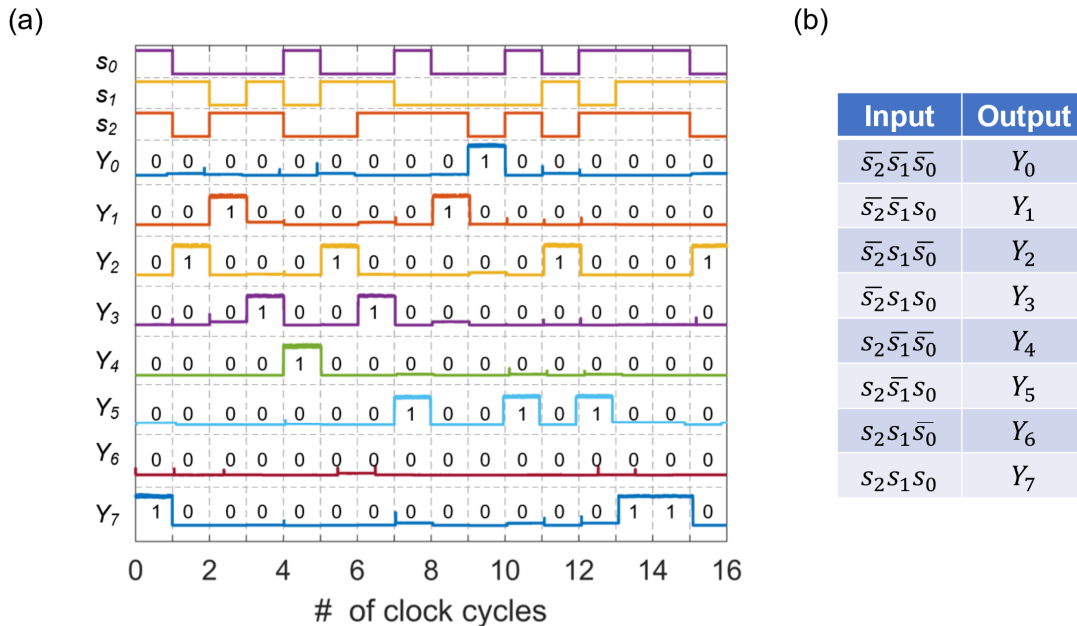 (a)
(b)
s₀
s₁
s₂
Y₀ 0 0 0 0 0 0 0 0 0 1 0 0 0 0 0 0
Y₁ 0 0 1 0 0 0 0 0 1 0 0 0 0 0 0 0
Y₂ 0 1 0 0 0 1 0 0 0 0 0 1 0 0 0 1
Y₃ 0 0 0 1 0 0 1 0 0 0 0 0 0 0 0 0
Y₄ 0 0 0 0 1 0 0 0 0 0 0 0 0 0 0 0
Y₅ 0 0 0 0 0 0 0 1 0 0 1 0 1 0 0 0
Y₆ 0 0 0 0 0 0 0 0 0 0 0 0 0 0 0 0
Y₇ 1 0 0 0 0 0 0 0 0 0 0 0 0 1 1 0
0 2 4 6 8 10 12 14 16
# of clock cycles
Input Output
s̅₂s̅₁s̅₀ Y₀
s̅₂s̅₁s₀ Y₁
s̅₂s₁s̅₀ Y₂
s̅₂s₁s₀ Y₃
s₂s̅₁s̅₀ Y₄
s₂s̅₁s₀ Y₅
s₂s₁s̅₀ Y₆
s₂s₁s₀ Y₇